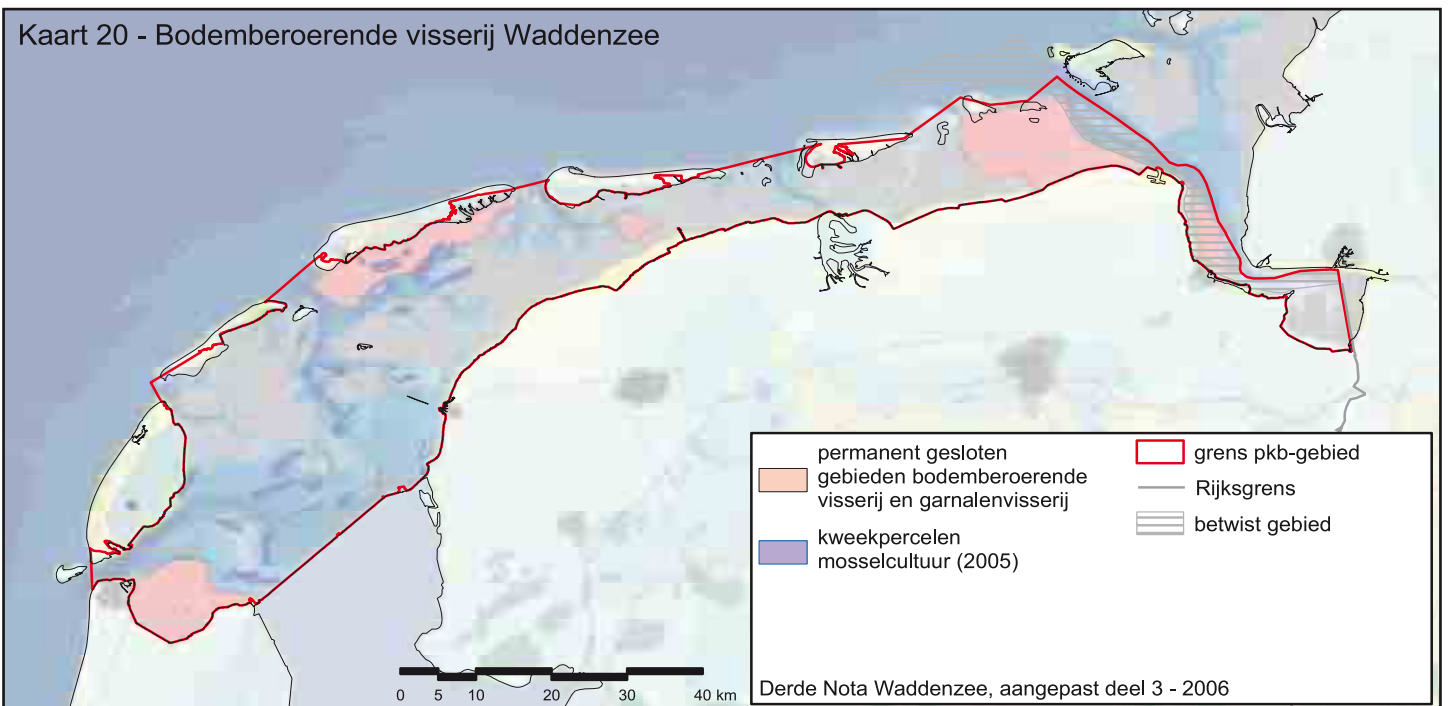 Kaart 20 - Bodemberoerende visserij Waddenzee
permanent gesloten
gebieden bodemberoerende
visserij en garnalenvisserij
kweekpercelen
mosselcultuur (2005)
grens pkb-gebied
Rijksgrens
betwist gebied
0 5 10 20 30 40 km
Derde Nota Waddenzee, aangepast deel 3 - 2006